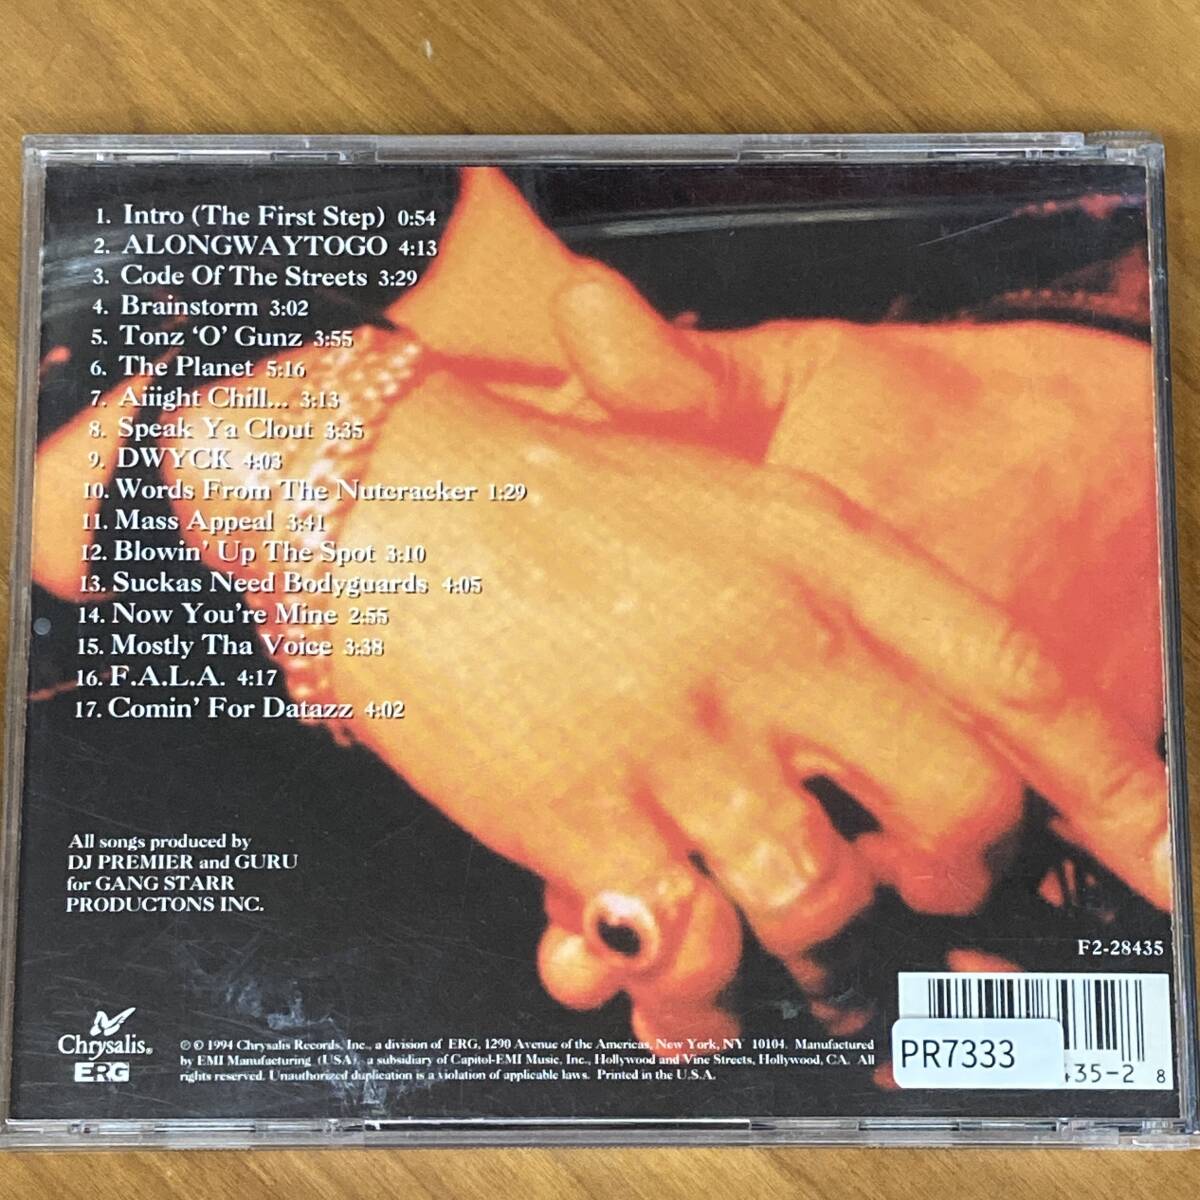 1. Intro (The First Step) 0:54
2. ALONGWAYTOGO 4:13
3. Code Of The Streets 3:29
4. Brainstorm 3:02
5. Tonz 'O' Gunz 3:55
6. The Planet 5:16
7. Aiiight Chill... 3:13
8. Speak Ya Clout 3:35
9. DWYCK 4:03
10. Words From The Nutcracker 1:29
11. Mass Appeal 3:41
12. Blowin' Up The Spot 3:10
13. Suckas Need Bodyguards 4:05
14. Now You're Mine 2:55
15. Mostly Tha Voice 3:38
16. F.A.L.A. 4:17
17. Comin' For Datazz 4:02
All songs produced by
DJ PREMIER and GURU
for GANG STARR
PRODUCTONS INC.
F2-28435
Chrysalis®
ERG
℗ © 1994 Chrysalis Records, Inc., a division of ERG, 1290 Avenue of the Americas, New York, NY 10104. Manufactured
by EMI Manufacturing (USA), a subsidiary of Capitol-EMI Music, Inc., Hollywood and Vine Streets, Hollywood, CA. All
rights reserved. Unauthorized duplication is a violation of applicable laws. Printed in the U.S.A.
PR7333
435-2 8